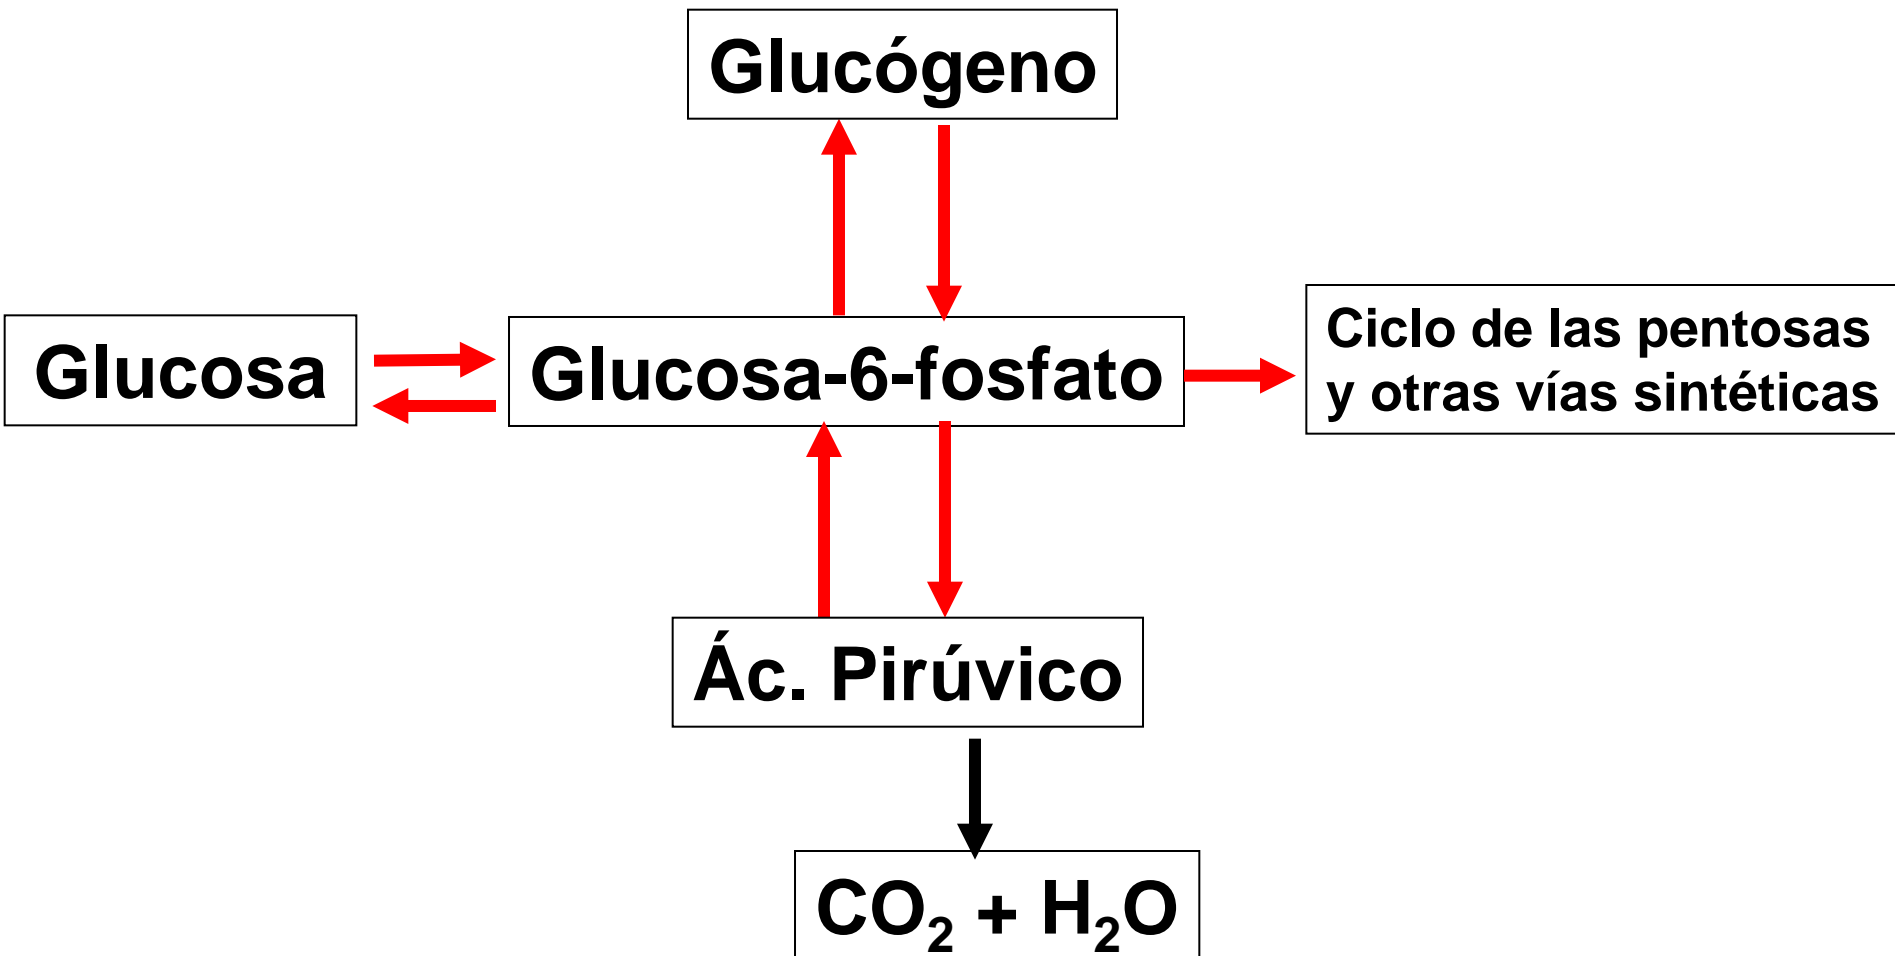 Glucógeno
Glucosa
Glucosa-6-fosfato
Ciclo de las pentosas
y otras vías sintéticas
Ác. Pirúvico
CO₂ + H₂O